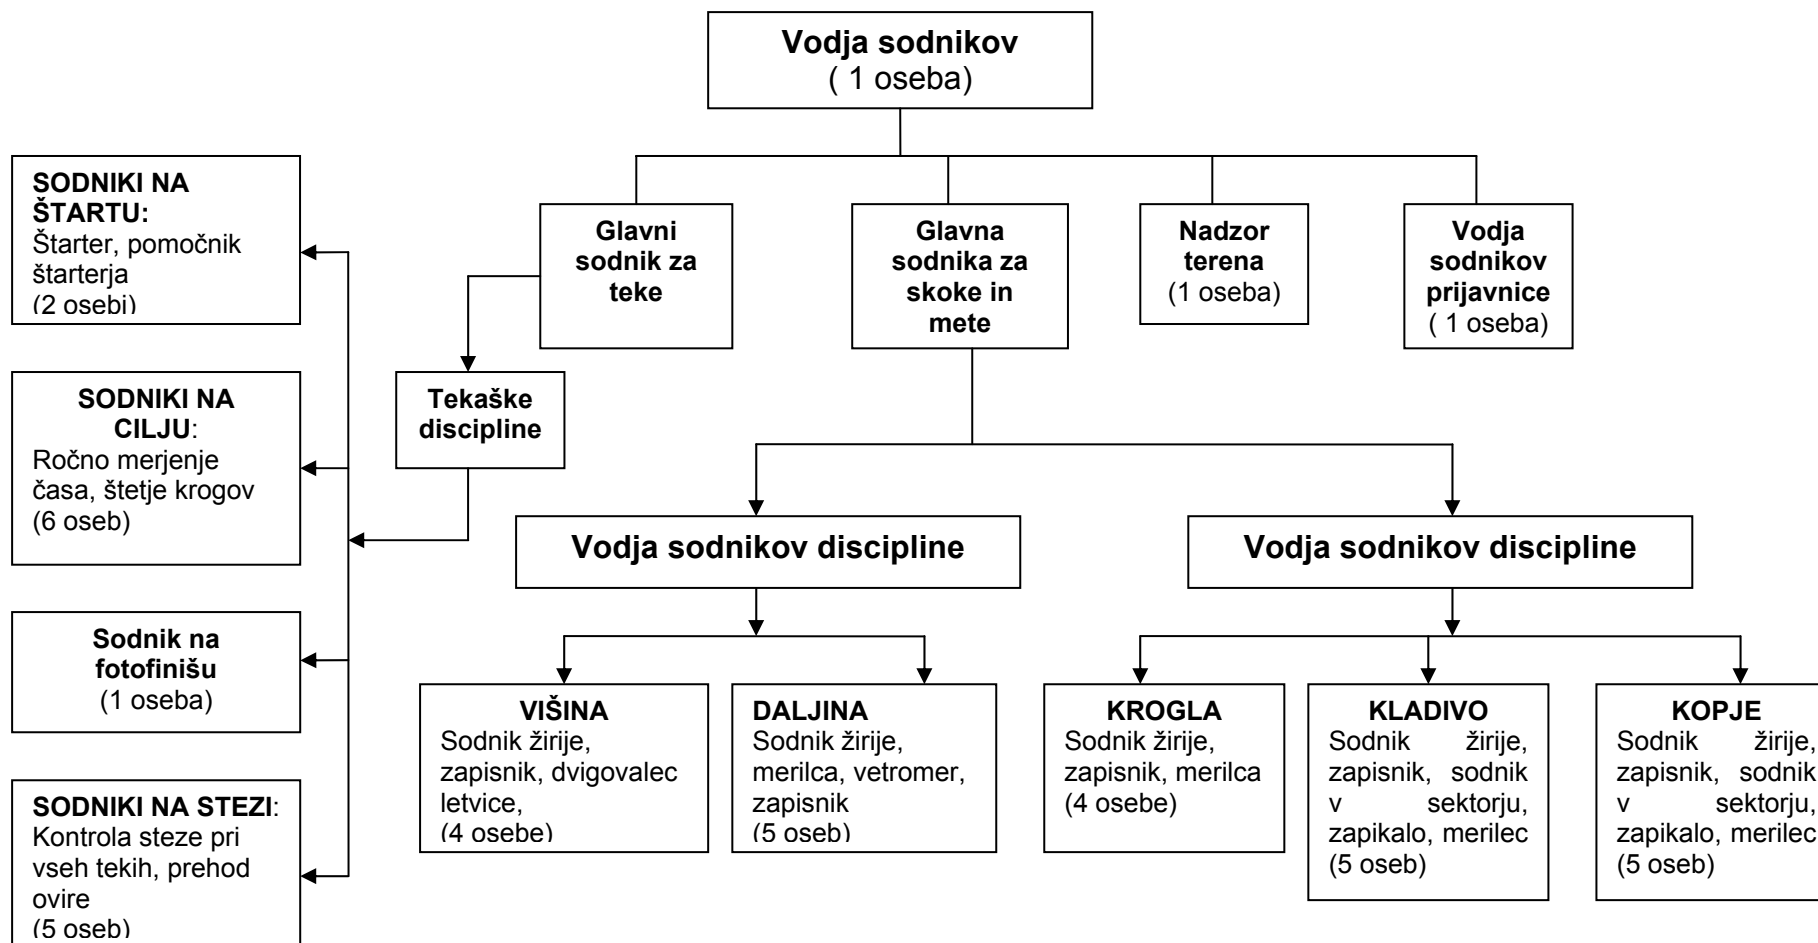 Vodja sodnikov
( 1 oseba)
SODNIKI NA
ŠTARTU:
Štarter, pomočnik
štarterja
(2 osebi)
Glavni
sodnik za
teke
Glavna
sodnika za
skoke in
mete
Nadzor
terena
(1 oseba)
Vodja
sodnikov
prijavnice
( 1 oseba)
SODNIKI NA
CILJU:
Ročno merjenje
časa, štetje krogov
(6 oseb)
Tekaške
discipline
Vodja sodnikov discipline
Vodja sodnikov discipline
Sodnik na
fotofinišu
(1 oseba)
VIŠINA
Sodnik žirije,
zapisnik, dvigovalec
letvice,
(4 osebe)
DALJINA
Sodnik žirije,
merilca, vetromer,
zapisnik
(5 oseb)
KROGLA
Sodnik žirije,
zapisnik, merilca
(4 osebe)
KLADIVO
Sodnik žirije,
zapisnik, sodnik
v sektorju,
zapikalo, merilec
(5 oseb)
KOPJE
Sodnik žirije,
zapisnik, sodnik
v sektorju,
zapikalo, merilec
(5 oseb)
SODNIKI NA STEZI:
Kontrola steze pri
vseh tekih, prehod
ovire
(5 oseb)